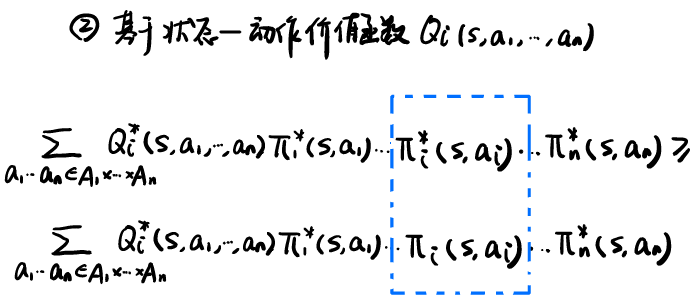 ② 基于状态一动作价值函数 Qi(s,a₁,…,aₙ)
∑ Qi*(s,a₁,…,aₙ) π₁*(s,a₁)…πi*(s,ai)…πn*(s,aₙ) ≥
a₁…aₙ∈A₁×…×Aₙ
∑ Qi*(s,a₁,…,aₙ) π₁*(s,a₁)…πi(s,ai)…πn*(s,aₙ)
a₁…aₙ∈A₁×…×Aₙ